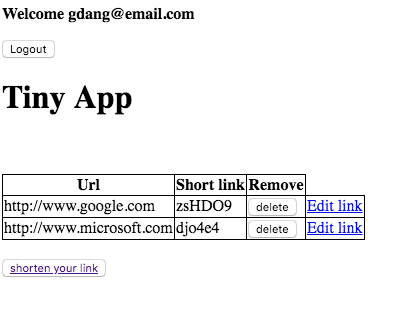 Welcome gdang@email.com
Logout
Tiny App
Url Short link Remove
http://www.google.com zsHDO9 delete Edit link
http://www.microsoft.com djo4e4 delete Edit link
shorten your link